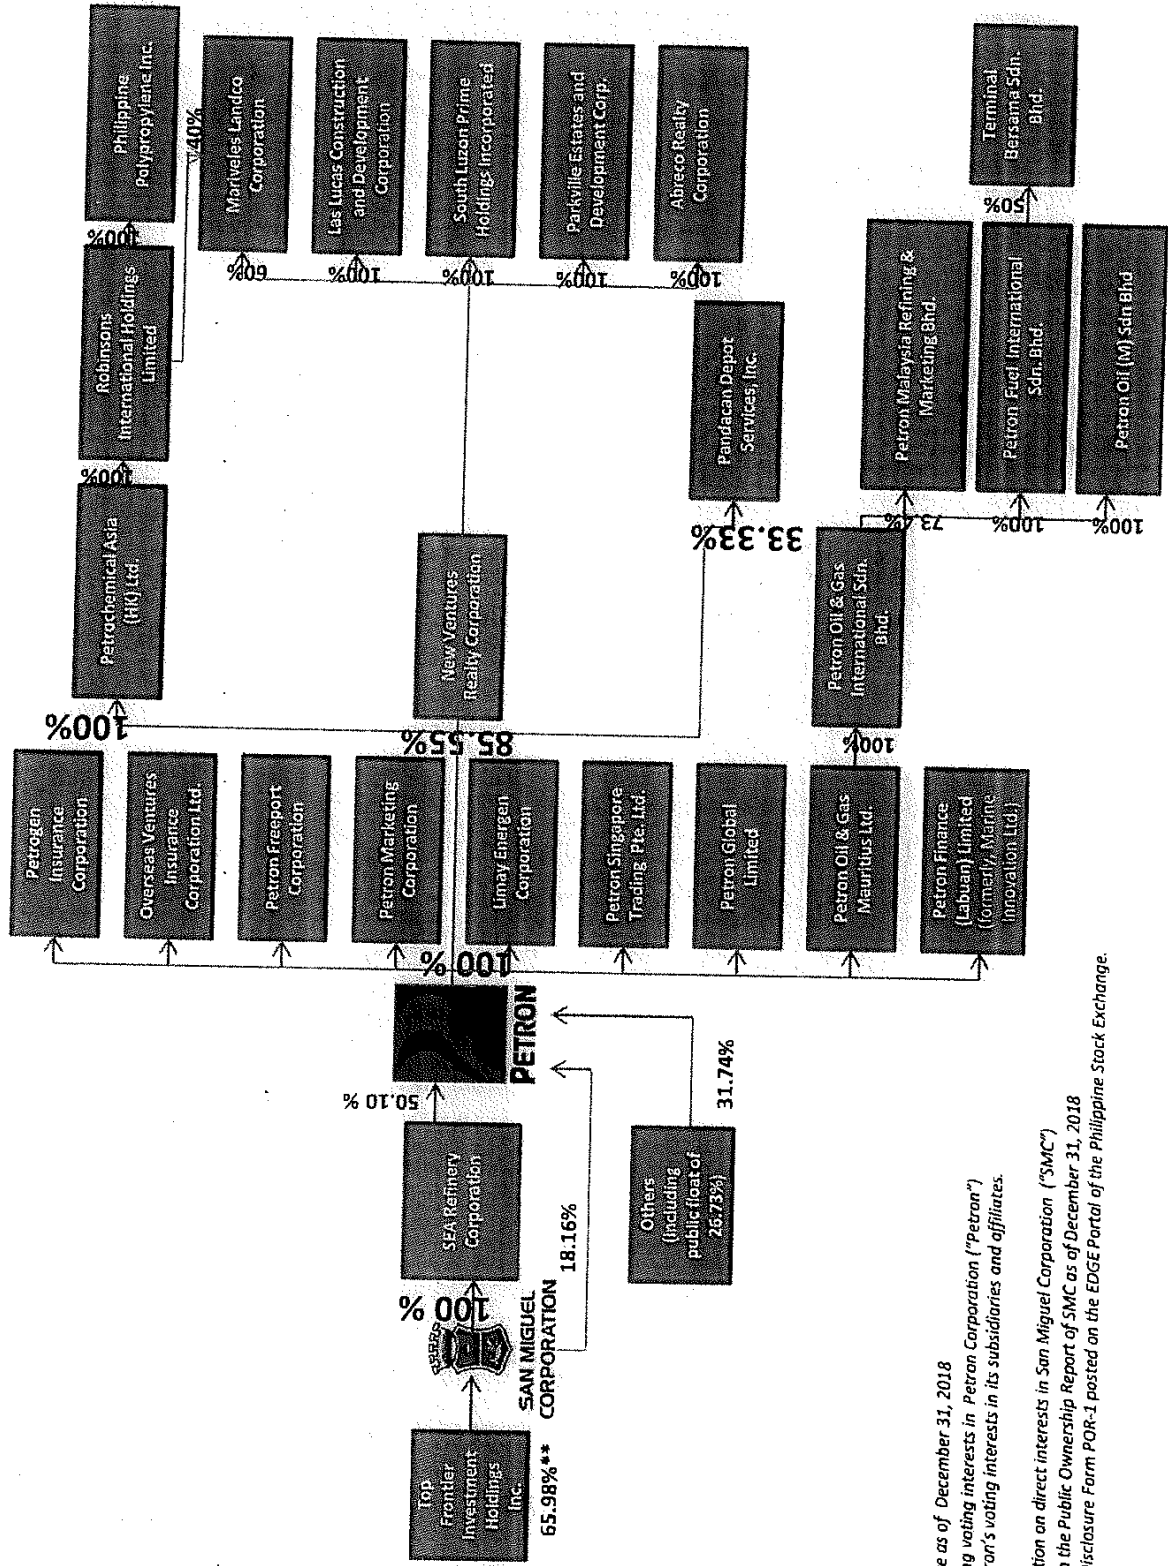 Top
Frontier
Investment
Holdings
Inc.
65.98%**
SAN MIGUEL
CORPORATION
100 %
SEA Refinery
Corporation
18.16%
50.10 %
PETRON
Others
(including
public float of
26.73%)
31.74%
100 %
Petrogen
Insurance
Corporation
Overseas Ventures
Insurance
Corporation Ltd.
Petron Freeport
Corporation
Petron Marketing
Corporation
Limay Energen
Corporation
Petron Singapore
Trading Pte. Ltd.
Petron Global
Limited
Petron Oil & Gas
Mauritius Ltd.
Petron Finance
(Labuan) Limited
(formerly Marine
Innovation Ltd)
100%
Petrochemical Asia
(HK) Ltd.
100%
Robinsons
International Holdings
Limited
100%
Philippine
Polypropylene Inc.
40%
85.55%
New Ventures
Realty Corporation
60%
Mariveles Landco
Corporation
100%
Las Lucas Construction
and Development
Corporation
100%
South Luzon Prime
Holdings Incorporated
100%
Parkville Estates and
Development Corp.
100%
Abreco Realty
Corporation
33.33%
Pandacan Depot
Services, Inc.
100%
Petron Oil & Gas
International Sdn.
Bhd.
73.4%
Petron Malaysia Refining &
Marketing Bhd.
100%
Petron Fuel International
Sdn. Bhd.
50%
Terminal
Bersama Sdn.
Bhd.
100%
Petron Oil (M) Sdn Bhd
e as of December 31, 2018
ng voting interests in Petron Corporation ("Petron")
ron's voting interests in its subsidiaries and affiliates.
tion on direct interests in San Miguel Corporation ("SMC")
the Public Ownership Report of SMC as of December 31, 2018
isclosure Form POR-1 posted on the EDGE Portal of the Philippine Stock Exchange.